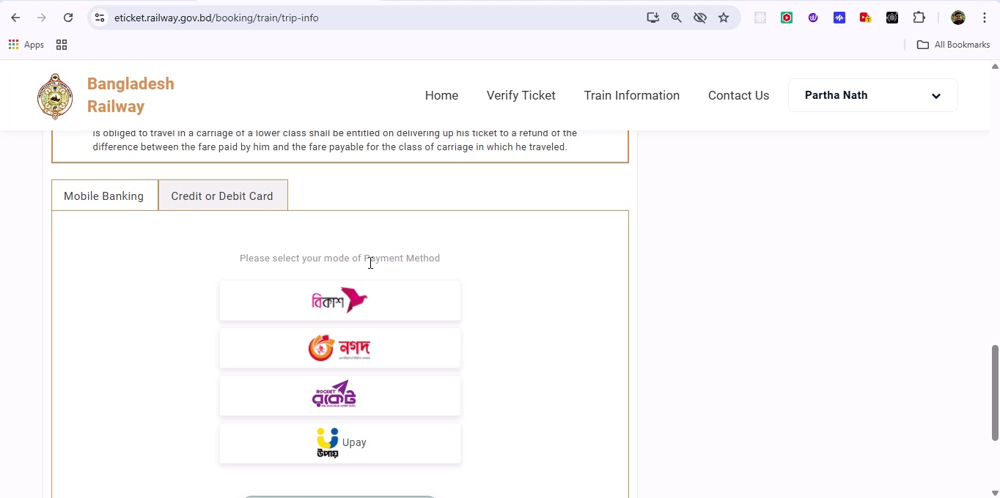 eticket.railway.gov.bd/booking/train/trip-info
Apps
All Bookmarks
Bangladesh
Railway
Home
Verify Ticket
Train Information
Contact Us
Partha Nath
is obliged to travel in a carriage of a lower class shall be entitled on delivering up his ticket to a refund of the
difference between the fare paid by him and the fare payable for the class of carriage in which he traveled.
Mobile Banking
Credit or Debit Card
Please select your mode of Payment Method
বিকাশ
নগদ
ROCKET
রকেট
Upay
উপায়